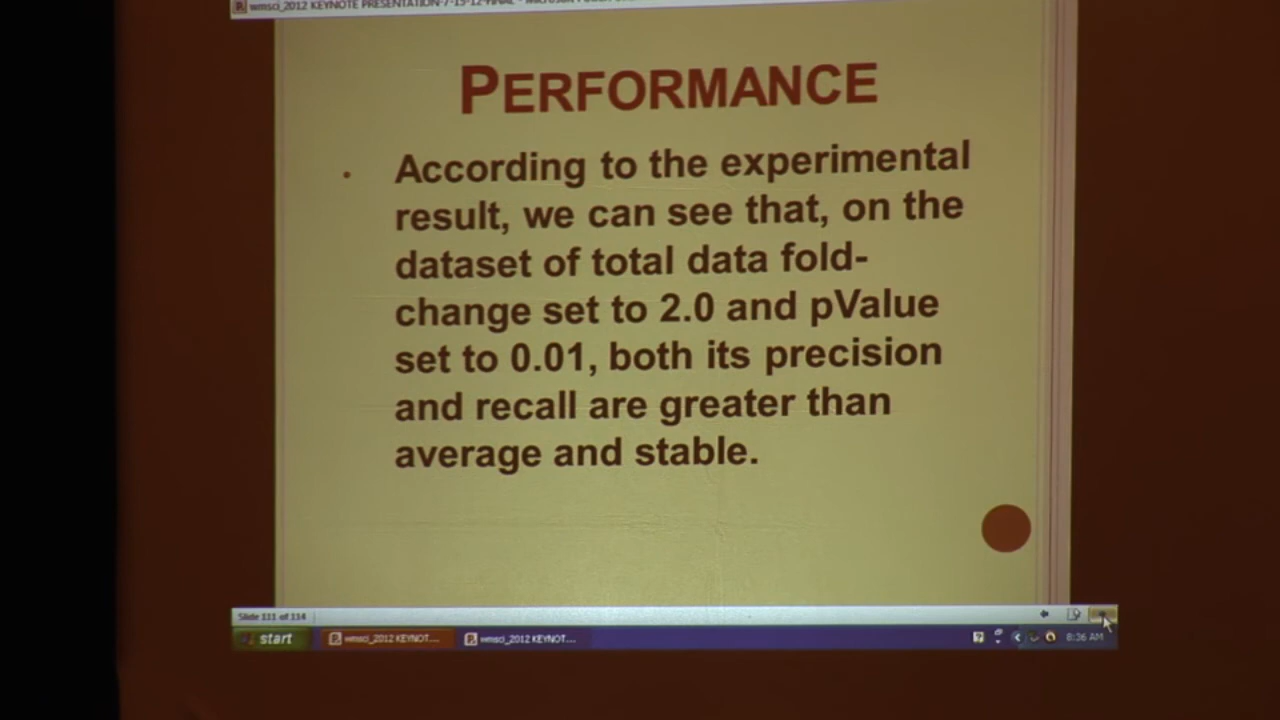 wmsci_2012 KEYNOTE PRESENTATION-7-15-12-FINAL - Microsoft
PERFORMANCE
· According to the experimental
result, we can see that, on the
dataset of total data fold-
change set to 2.0 and pValue
set to 0.01, both its precision
and recall are greater than
average and stable.
Slide 111 of 114
start
wmsci_2012 KEYNOT...
wmsci_2012 KEYNOT...
8:36 AM